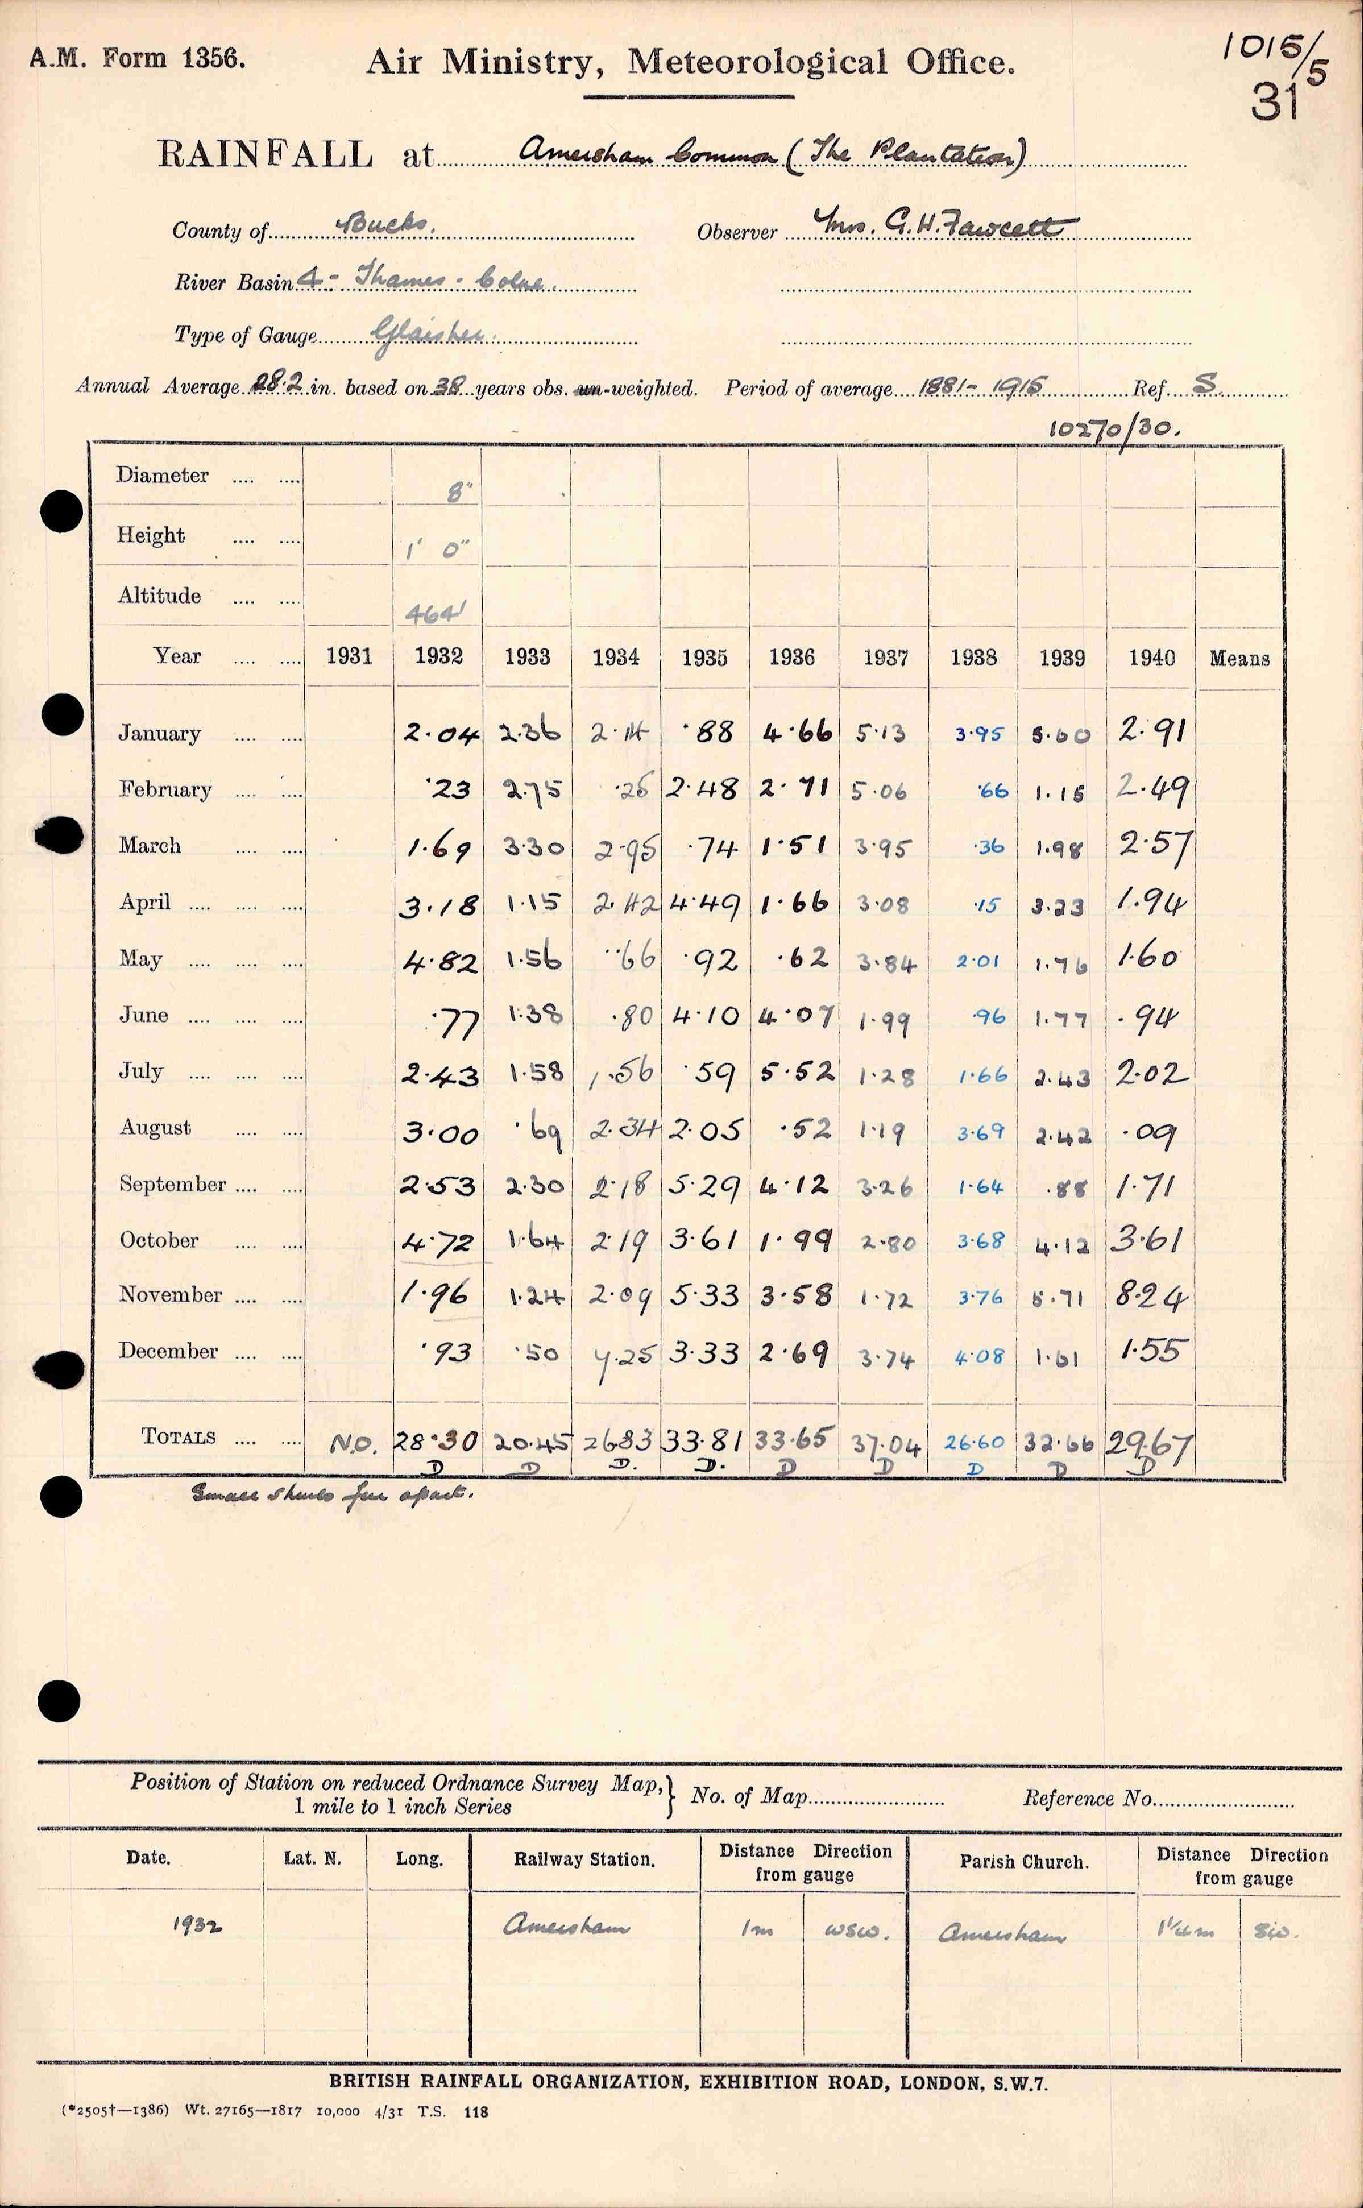 A.M. Form 1356.
Air Ministry, Meteorological Office.
1015/5
31
RAINFALL at Amersham Common (The Plantation)
County of Bucks. Observer Mrs. G.H. Fawcett
River Basin 4 - Thames - Colne.
Type of Gauge Glaisher.
Annual Average 28.2 in. based on 38 years obs. un-weighted. Period of average 1881-1915 Ref. S.
10270/30.
Diameter .... .... 8"
Height .... .... 1' 0"
Altitude .... .... 464'
Year .... .... 1931 1932 1933 1934 1935 1936 1937 1938 1939 1940 Means
January .... .... 2.04 2.36 2.14 .88 4.66 5.13 3.95 5.60 2.91
February .... .... .23 2.75 .25 2.48 2.71 5.06 .66 1.15 2.49
March .... .... 1.69 3.30 2.95 .74 1.51 3.95 .36 1.98 2.57
April .... .... .... 3.18 1.15 2.42 4.49 1.66 3.08 .15 3.23 1.94
May .... .... .... 4.82 1.56 .66 .92 .62 3.84 2.01 1.76 1.60
June .... .... .... .77 1.38 .80 4.10 4.07 1.99 .96 1.77 .94
July .... .... .... 2.43 1.58 1.56 .59 5.52 1.28 1.66 2.43 2.02
August .... .... 3.00 .69 2.34 2.05 .52 1.19 3.69 2.42 .09
September .... .... 2.53 2.30 2.18 5.29 4.12 3.26 1.64 .88 1.71
October .... .... 4.72 1.64 2.19 3.61 1.99 2.80 3.68 4.12 3.61
November .... .... 1.96 1.24 2.09 5.33 3.58 1.72 3.76 5.71 8.24
December .... .... .93 .50 7.25 3.33 2.69 3.74 4.08 1.61 1.55
TOTALS .... .... N.O. 28.30 20.45 26.83 33.81 33.65 37.04 26.60 32.66 29.67
D D D. D. D D D D D
Small shrubs far apart.
Position of Station on reduced Ordnance Survey Map, 1 mile to 1 inch Series } No. of Map Reference No.
Date. Lat. N. Long. Railway Station. Distance Direction from gauge Parish Church. Distance Direction from gauge
1932 Amersham 1m WSW. Amersham 1¼m SW.
BRITISH RAINFALL ORGANIZATION, EXHIBITION ROAD, LONDON, S.W.7.
(*2505†—1386) Wt. 27165—1817 10,000 4/31 T.S. 118